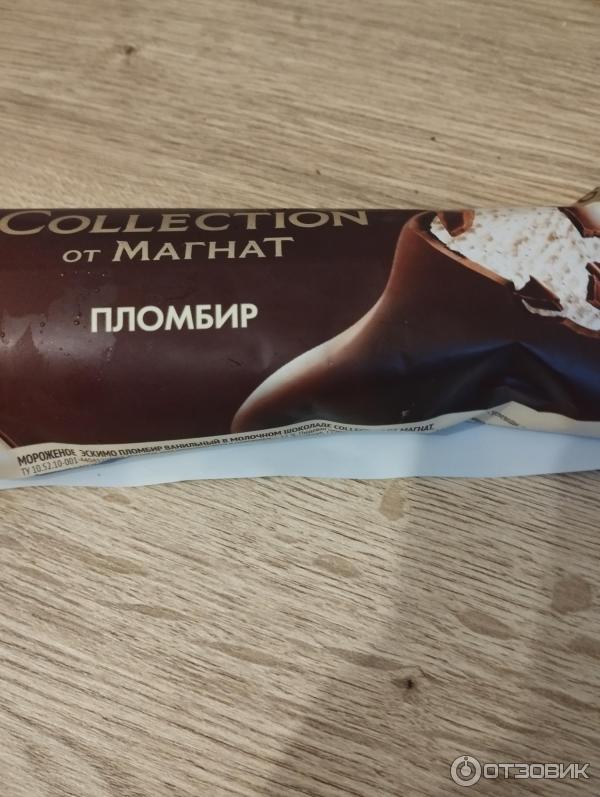 COLLECTION
ОТ МАГНАТ
ПЛОМБИР
МОРОЖЕНОЕ ЭСКИМО ПЛОМБИР ВАНИЛЬНЫЙ В МОЛОЧНОМ ШОКОЛАДЕ COLLECTION ОТ МАГНАТ.
ТУ 10.52.10-001
ОТЗОВИК